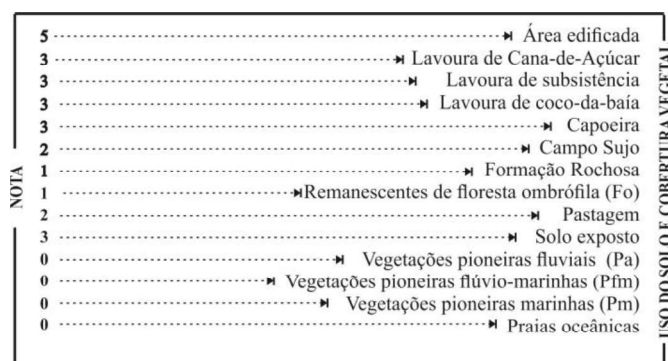 NOTA
5 Área edificada
3 Lavoura de Cana-de-Açúcar
3 Lavoura de subsistência
3 Lavoura de coco-da-baía
3 Capoeira
2 Campo Sujo
1 Formação Rochosa
1 Remanescentes de floresta ombrófila (Fo)
2 Pastagem
3 Solo exposto
0 Vegetações pioneiras fluviais (Pa)
0 Vegetações pioneiras flúvio-marinhas (Pfm)
0 Vegetações pioneiras marinhas (Pm)
0 Praias oceânicas
USO DO SOLO E COBERTURA VEGETAL